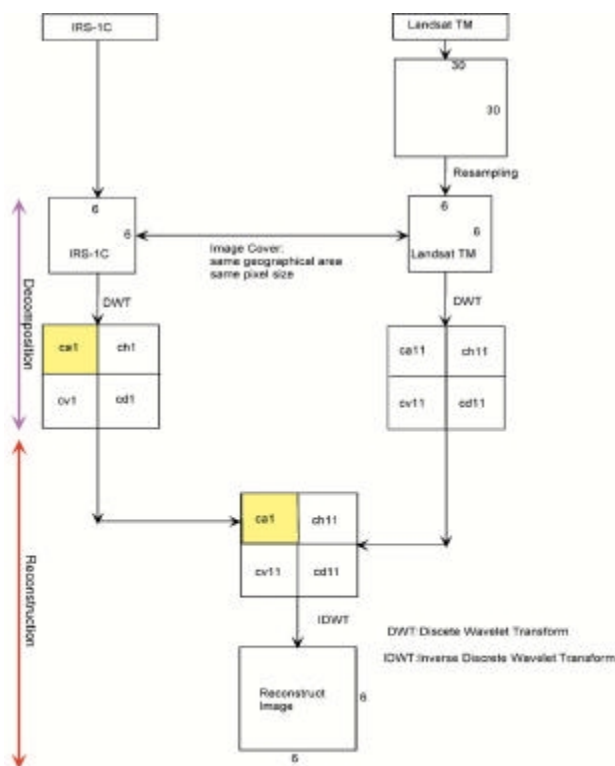 IRS-1C
Landsat TM
30
30
Resampling
6
6
IRS-1C
6
6
Landsat TM
Image Cover:
same geographical area
same pixel size
Decomposition
DWT
DWT
ca1
ch1
cv1
cd1
ca11
ch11
cv11
cd11
Reconstruction
ca1
ch11
cv11
cd11
IDWT
DWT:Discete Wavelet Transform
IDWT:Inverse Discrete Wavelet Transform
Reconstruct
Image
6
6